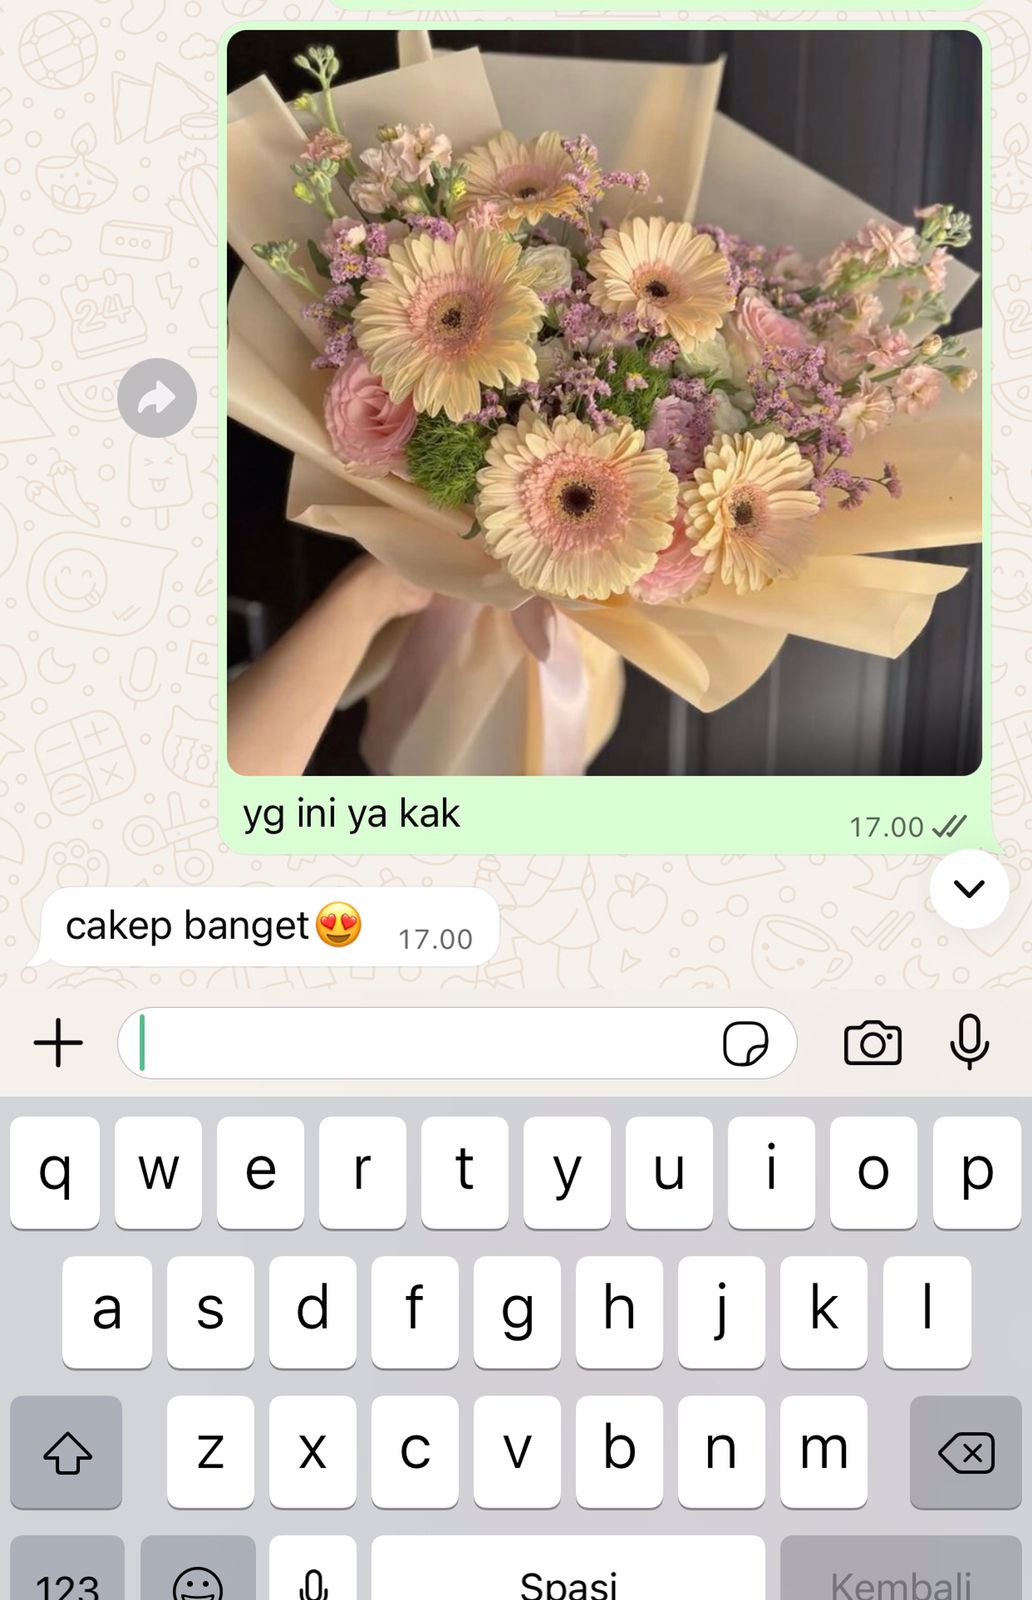 yg ini ya kak
17.00
cakep banget😍 17.00
q w e r t y u i o p
a s d f g h j k l
z x c v b n m
123 Spasi Kembali